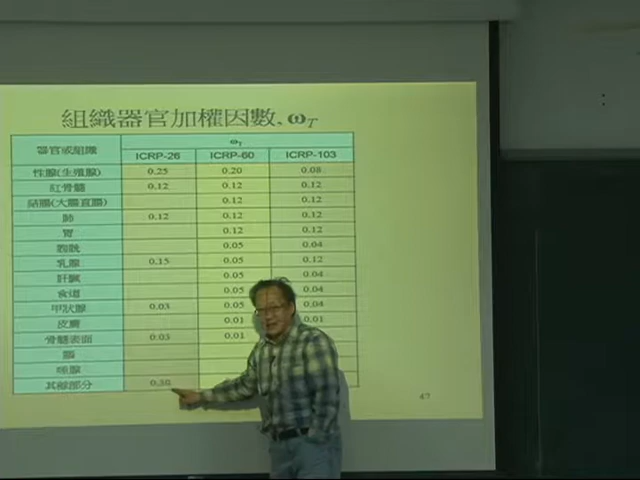 組織器官加權因數、ωT
器官或組織 ωT
ICRP-26 ICRP-60 ICRP-103
性腺(生殖腺) 0.25 0.20 0.08
紅骨髓 0.12 0.12 0.12
結腸(大腸直腸) 0.12 0.12
肺 0.12 0.12 0.12
胃 0.12 0.12
膀胱 0.05 0.04
乳腺 0.15 0.05 0.12
肝臟 0.05 0.04
食道 0.05 0.04
甲狀腺 0.03 0.05 0.04
皮膚 0.01 0.01
骨髓表面 0.03 0.01
腦
唾腺
其餘部分 0.30
47